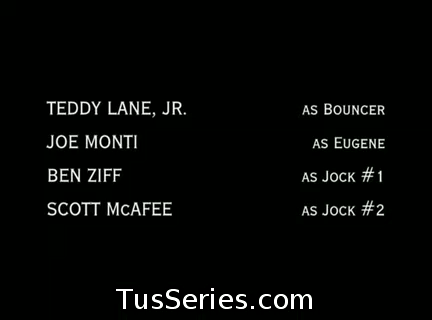 TEDDY LANE, JR. AS BOUNCER
JOE MONTI AS EUGENE
BEN ZIFF AS JOCK #1
SCOTT McAFEE AS JOCK #2
TusSeries.com